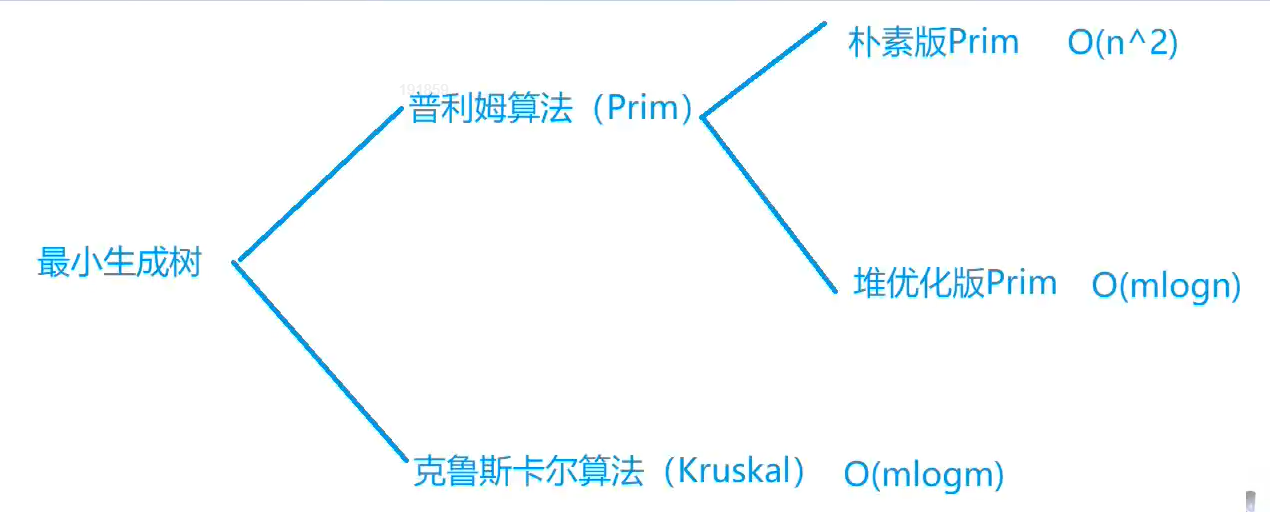 朴素版Prim O(n^2)
普利姆算法（Prim）
最小生成树
堆优化版Prim O(mlogn)
克鲁斯卡尔算法（Kruskal） O(mlogm)